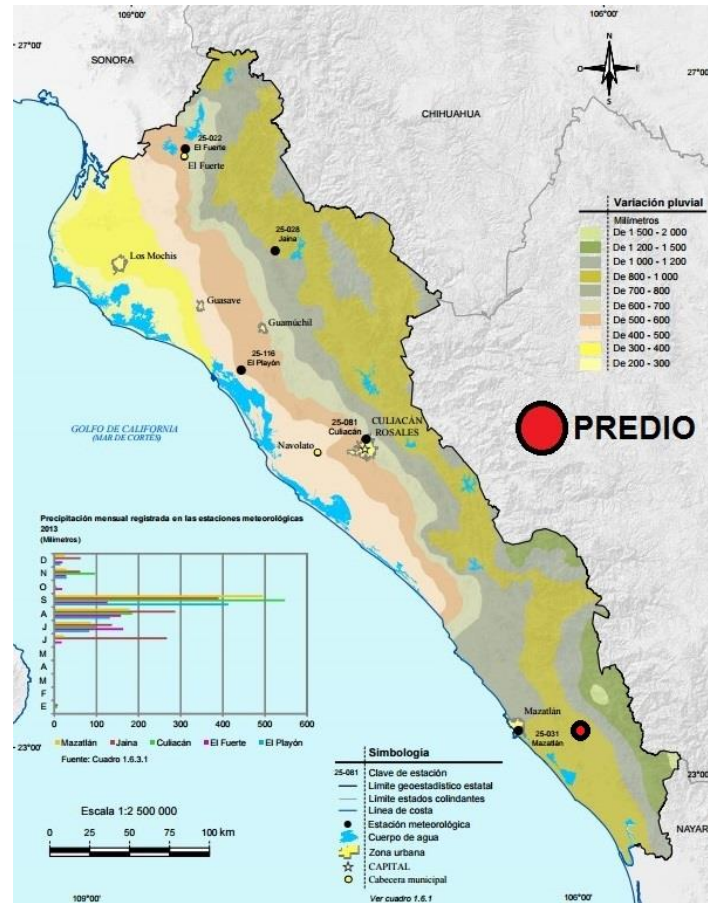 109°00'
106°00'
27°00'
27°00'
SONORA
N
O
E
S
CHIHUAHUA
25-022
El Fuerte
El Fuerte
Variación pluvial
Milímetros
De 1 500 - 2 000
De 1 200 - 1 500
De 1 000 - 1 200
De 800 - 1 000
De 700 - 800
De 600 - 700
De 500 - 600
De 400 - 500
De 300 - 400
De 200 - 300
25-028
Jaina
Los Mochis
Guasave
Guamúchil
25-116
El Playón
GOLFO DE CALIFORNIA
(MAR DE CORTÉS)
25-081
Culiacán
CULIACÁN
ROSALES
Navolato
PREDIO
Precipitación mensual registrada en las estaciones meteorológicas
2013
(Milímetros)
D
N
O
S
A
J
J
M
A
M
F
E
0 100 200 300 400 500 600
Mazatlán Jaina Culiacán El Fuerte El Playón
Fuente: Cuadro 1.6.3.1
Mazatlán
25-031
Mazatlán
23°00'
23°00'
NAYAR
Escala 1:2 500 000
0 25 50 75 100 km
Simbología
25-081 Clave de estación
Límite geoestadístico estatal
Límite estados colindantes
Línea de costa
Estación meteorológica
Cuerpo de agua
Zona urbana
CAPITAL
Cabecera municipal
Ver cuadro 1.6.1
109°00'
106°00'